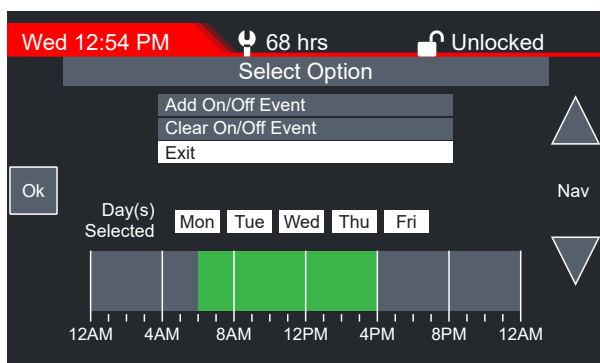 Wed 12:54 PM 68 hrs Unlocked
Select Option
Add On/Off Event
Clear On/Off Event
Exit
Ok
Nav
Day(s)
Selected
Mon Tue Wed Thu Fri
12AM 4AM 8AM 12PM 4PM 8PM 12AM